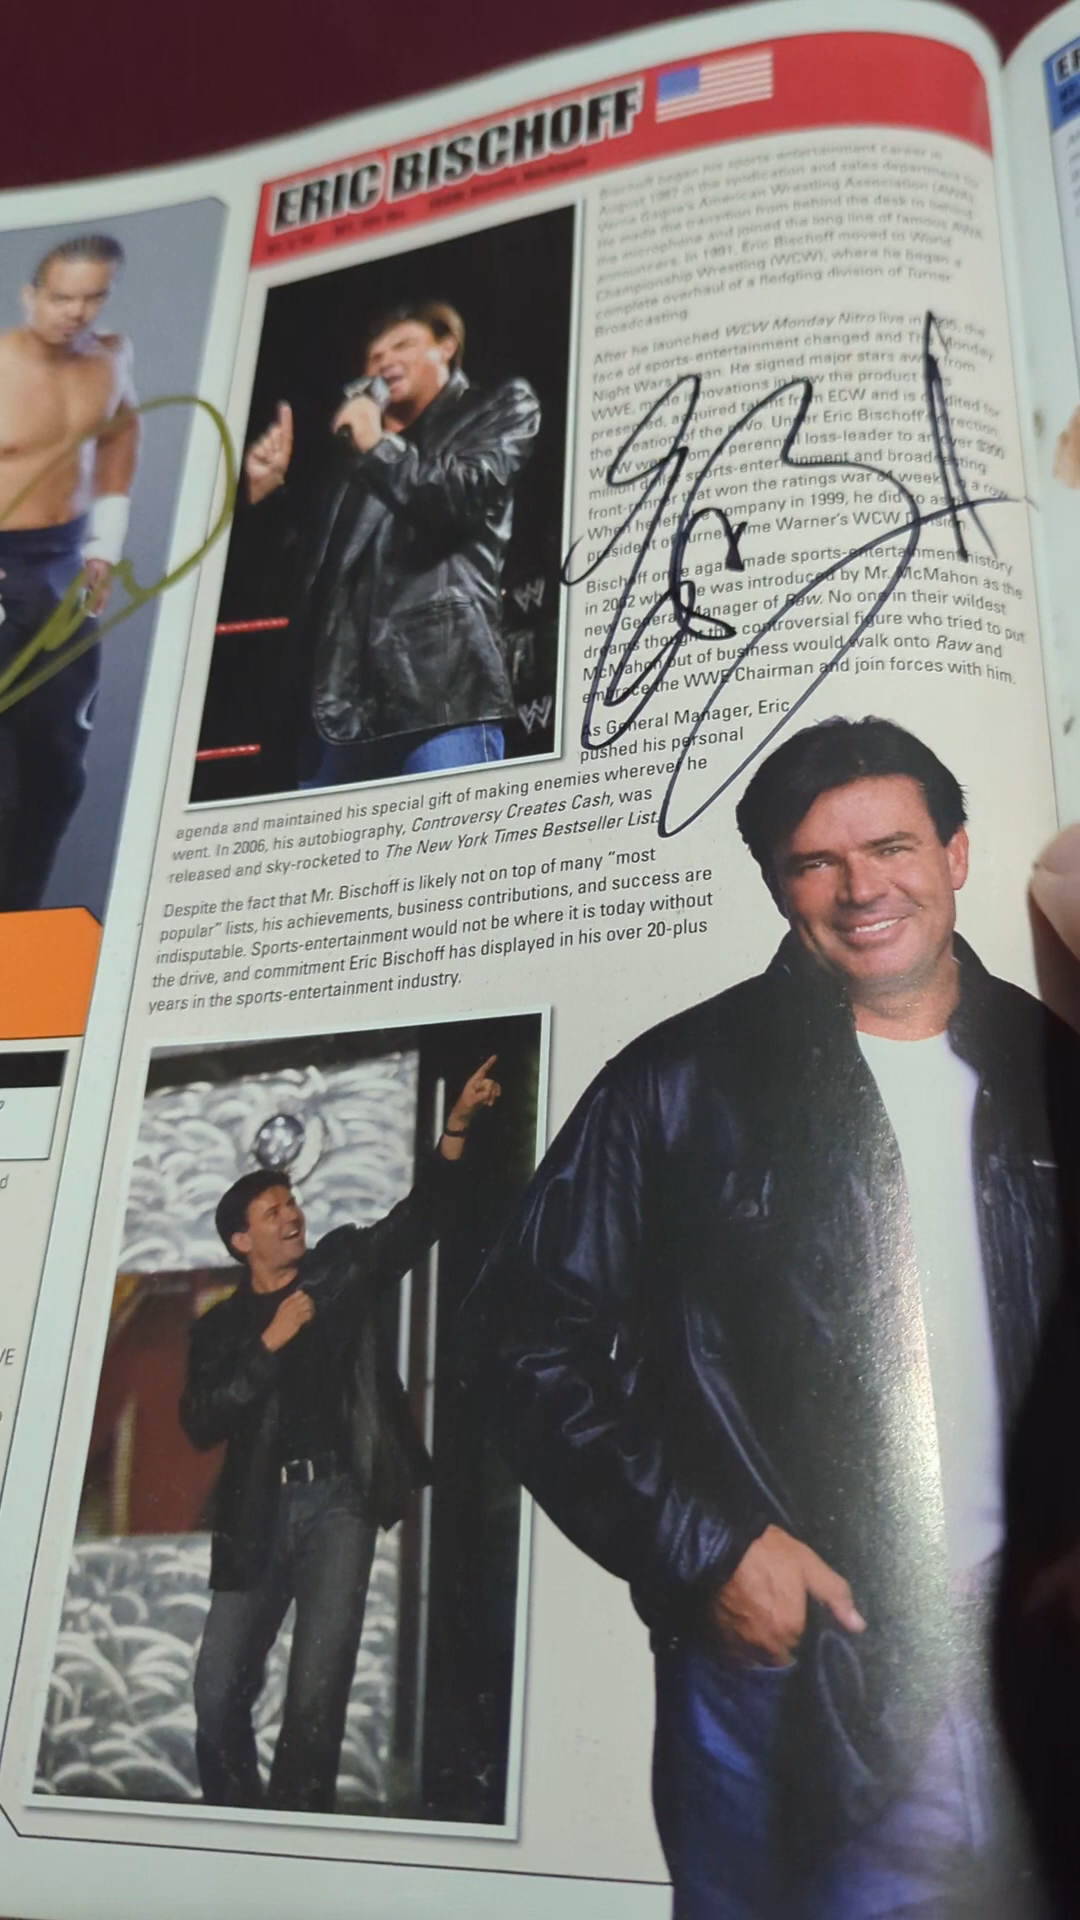 ERIC BISCHOFF
Bischoff began his sports-entertainment career in
August 1987 in the syndication and sales department for
Verne Gagne's American Wrestling Association (AWA).
He made the transition from behind the desk to behind
the microphone and joined the long line of famous AWA
announcers. In 1991, Eric Bischoff moved to World
Championship Wrestling (WCW), where he began a
complete overhaul of a fledgling division of Turner
Broadcasting.
After he launched WCW Monday Nitro live in the
face of sports-entertainment changed and The Monday
Night Wars began. He signed major stars away from
WWE, made innovations in how the product
presented, acquired talent from ECW and is credited for
the creation of the nWo. Under Eric Bischoff's direction
WCW went from a perennial loss-leader to an over
million dollar sports-entertainment and broadcasting
front-runner that won the ratings war weeks in a row.
When he left the company in 1999, he did so as
president of Turner/Time Warner's WCW Division.
Bischoff once again made sports-entertainment history
in 2002 when he was introduced by Mr. McMahon as the
new General Manager of Raw. No one in their wildest
dreams thought this controversial figure who tried to put
McMahon out of business would walk onto Raw and
embrace the WWE Chairman and join forces with him.
As General Manager, Eric
pushed his personal
agenda and maintained his special gift of making enemies wherever he
went. In 2006, his autobiography, Controversy Creates Cash, was
released and sky-rocketed to The New York Times Bestseller List.
Despite the fact that Mr. Bischoff is likely not on top of many “most
popular” lists, his achievements, business contributions, and success are
indisputable. Sports-entertainment would not be where it is today without
the drive, and commitment Eric Bischoff has displayed in his over 20-plus
years in the sports-entertainment industry.